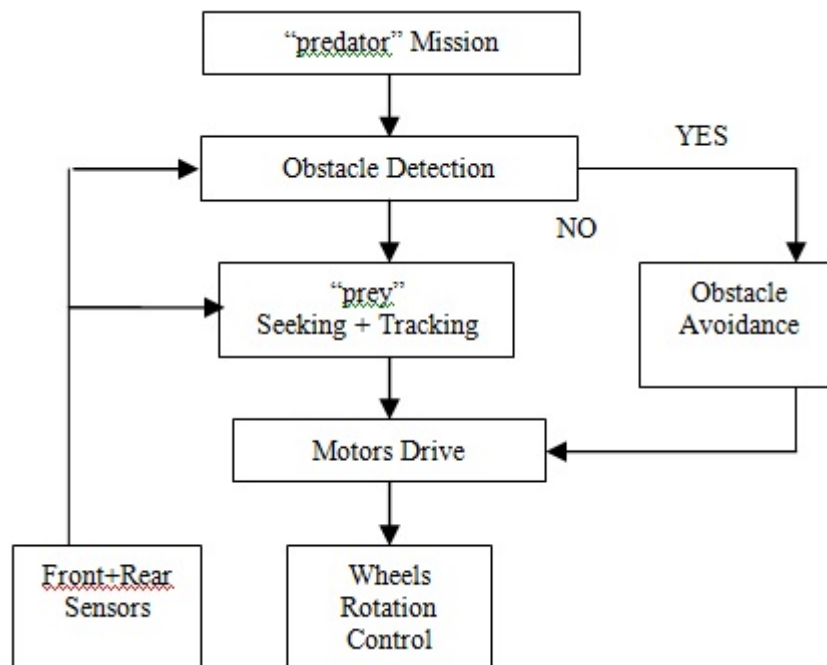 “predator” Mission
Obstacle Detection
YES
NO
“prey”
Seeking + Tracking
Obstacle
Avoidance
Motors Drive
Front+Rear
Sensors
Wheels
Rotation
Control